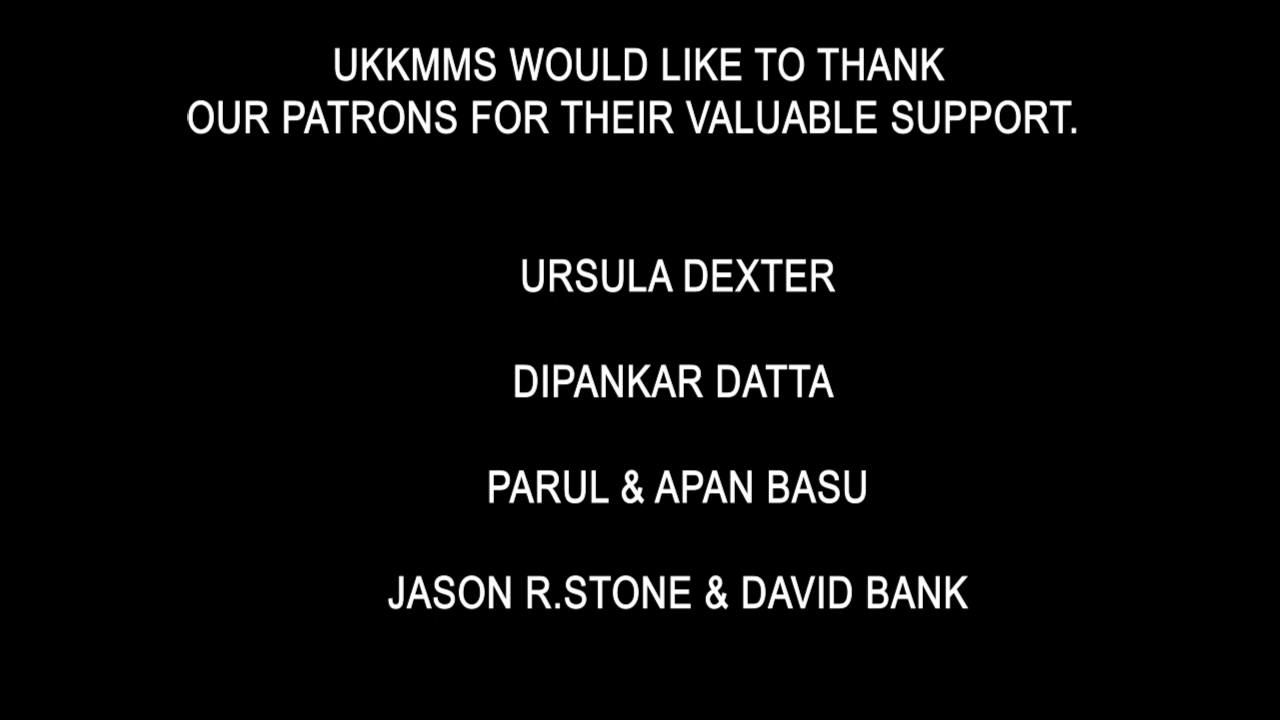 UKKMMS WOULD LIKE TO THANK
OUR PATRONS FOR THEIR VALUABLE SUPPORT.
URSULA DEXTER
DIPANKAR DATTA
PARUL & APAN BASU
JASON R.STONE & DAVID BANK